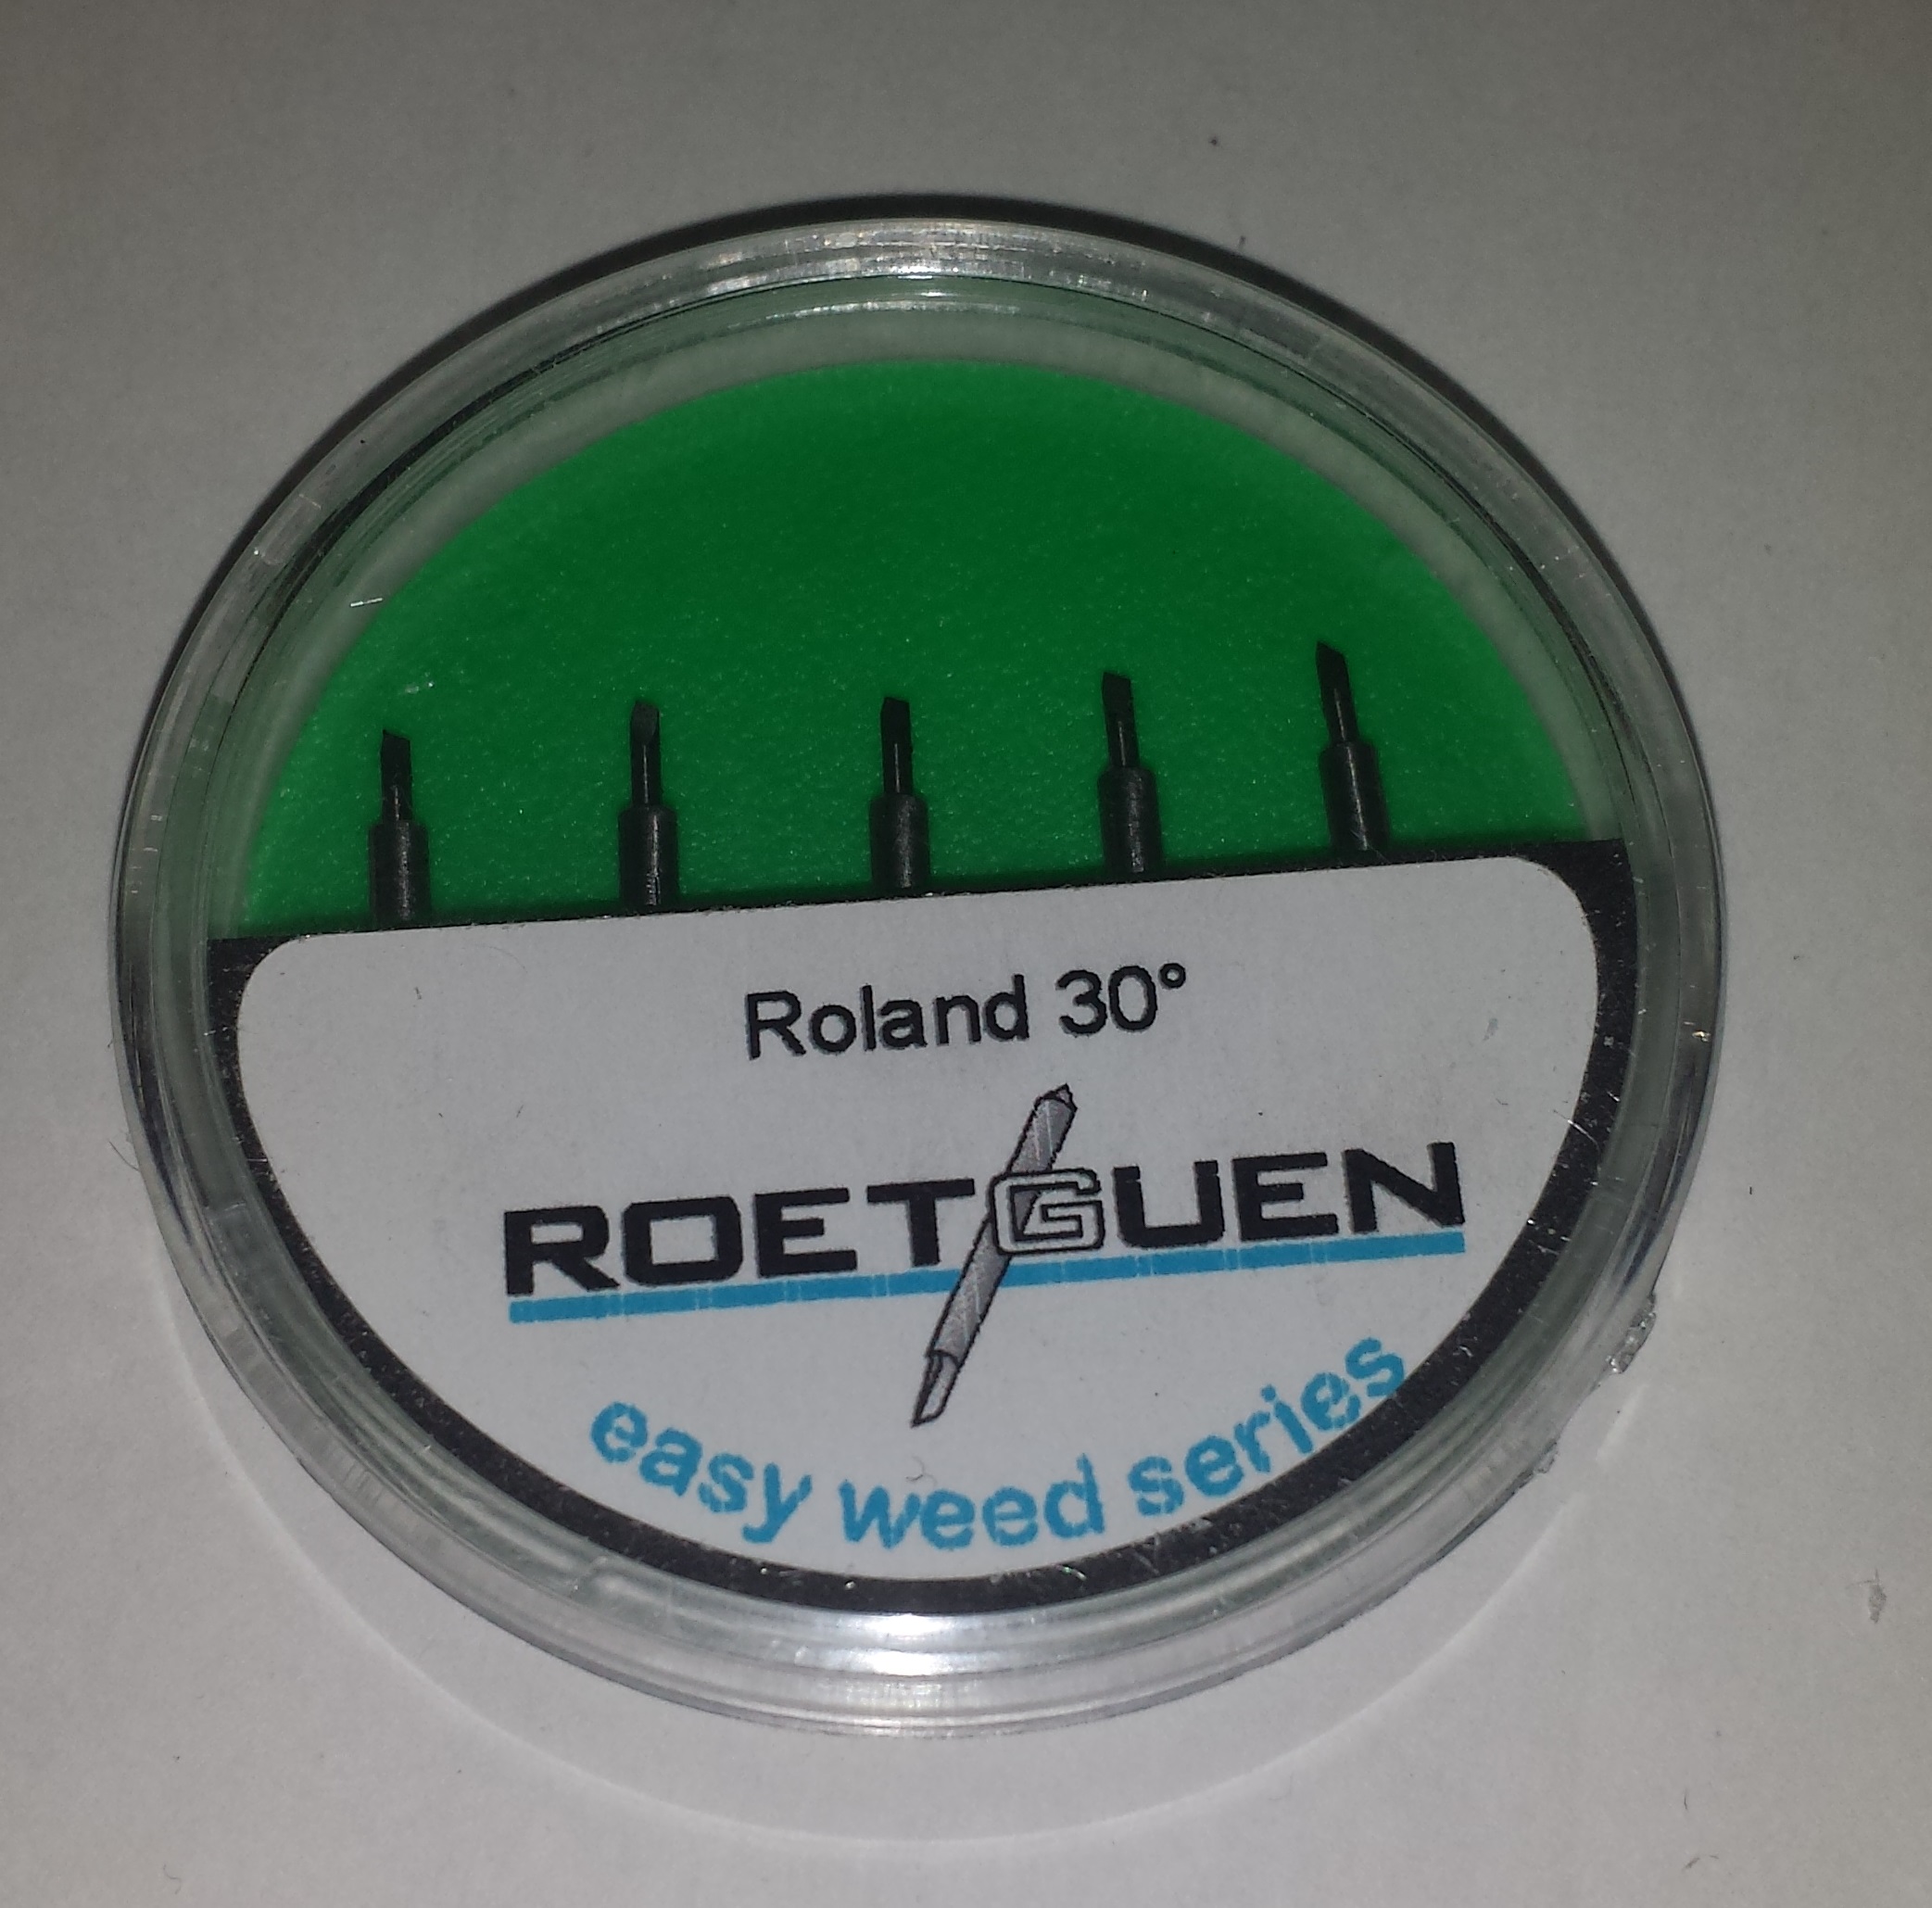 Roland 30°
ROETGUEN
easy weed series